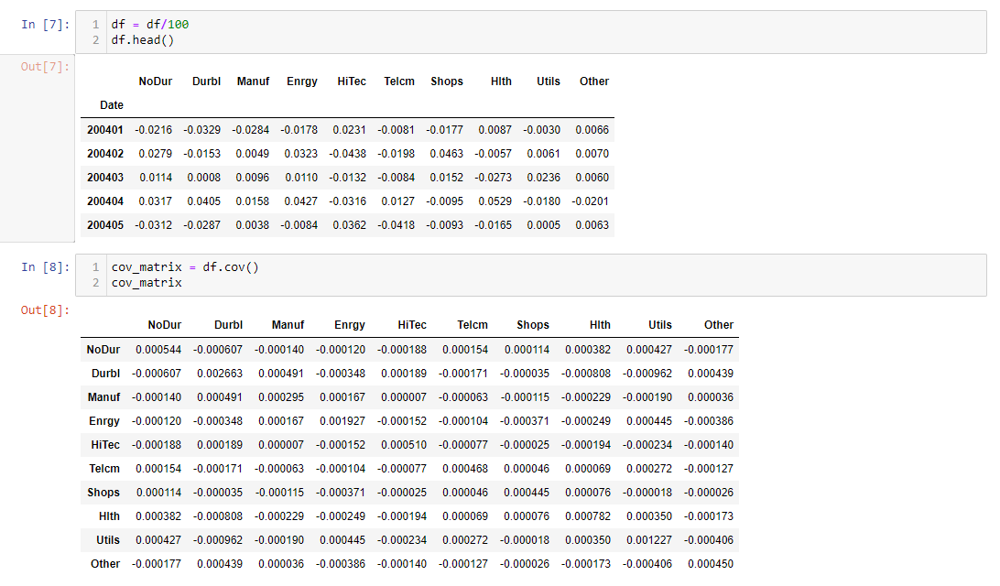 In [7]: 1 df = df/100
2 df.head()
Out[7]:
NoDur Durbl Manuf Enrgy HiTec Telcm Shops Hlth Utils Other
Date
200401 -0.0216 -0.0329 -0.0284 -0.0178 0.0231 -0.0081 -0.0177 0.0087 -0.0030 0.0066
200402 0.0279 -0.0153 0.0049 0.0323 -0.0438 -0.0198 0.0463 -0.0057 0.0061 0.0070
200403 0.0114 0.0008 0.0096 0.0110 -0.0132 -0.0084 0.0152 -0.0273 0.0236 0.0060
200404 0.0317 0.0405 0.0158 0.0427 -0.0316 0.0127 -0.0095 0.0529 -0.0180 -0.0201
200405 -0.0312 -0.0287 0.0038 -0.0084 0.0362 -0.0418 -0.0093 -0.0165 0.0005 0.0063
In [8]: 1 cov_matrix = df.cov()
2 cov_matrix
Out[8]:
NoDur Durbl Manuf Enrgy HiTec Telcm Shops Hlth Utils Other
NoDur 0.000544 -0.000607 -0.000140 -0.000120 -0.000188 0.000154 0.000114 0.000382 0.000427 -0.000177
Durbl -0.000607 0.002663 0.000491 -0.000348 0.000189 -0.000171 -0.000035 -0.000808 -0.000962 0.000439
Manuf -0.000140 0.000491 0.000295 0.000167 0.000007 -0.000063 -0.000115 -0.000229 -0.000190 0.000036
Enrgy -0.000120 -0.000348 0.000167 0.001927 -0.000152 -0.000104 -0.000371 -0.000249 0.000445 -0.000386
HiTec -0.000188 0.000189 0.000007 -0.000152 0.000510 -0.000077 -0.000025 -0.000194 -0.000234 -0.000140
Telcm 0.000154 -0.000171 -0.000063 -0.000104 -0.000077 0.000468 0.000046 0.000069 0.000272 -0.000127
Shops 0.000114 -0.000035 -0.000115 -0.000371 -0.000025 0.000046 0.000445 0.000076 -0.000018 -0.000026
Hlth 0.000382 -0.000808 -0.000229 -0.000249 -0.000194 0.000069 0.000076 0.000782 0.000350 -0.000173
Utils 0.000427 -0.000962 -0.000190 0.000445 -0.000234 0.000272 -0.000018 0.000350 0.001227 -0.000406
Other -0.000177 0.000439 0.000036 -0.000386 -0.000140 -0.000127 -0.000026 -0.000173 -0.000406 0.000450